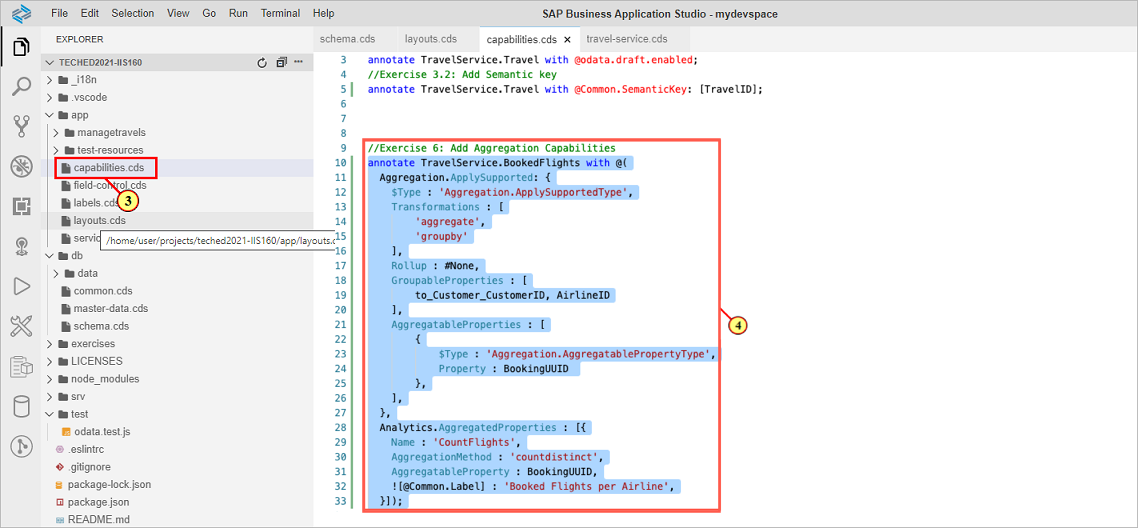 File Edit Selection View Go Run Terminal Help SAP Business Application Studio - mydevspace
EXPLORER
schema.cds layouts.cds capabilities.cds × travel-service.cds
TECHED2021-IIS160
_i18n
.vscode
app
managetravels
test-resources
capabilities.cds
field-control.cds
3
labels.cds
layouts.cds
servic
/home/user/projects/teched2021-IIS160/app/layouts.c
db
data
common.cds
master-data.cds
schema.cds
exercises
LICENSES
node_modules
srv
test
odata.test.js
.eslintrc
.gitignore
package-lock.json
package.json
README.md
3 annotate TravelService.Travel with @odata.draft.enabled;
4 //Exercise 3.2: Add Semantic key
5 annotate TravelService.Travel with @Common.SemanticKey: [TravelID];
6
7
8
9 //Exercise 6: Add Aggregation Capabilities
10 annotate TravelService.BookedFlights with @(
11 Aggregation.ApplySupported: {
12 $Type : 'Aggregation.ApplySupportedType',
13 Transformations : [
14 'aggregate',
15 'groupby'
16 ],
17 Rollup : #None,
18 GroupableProperties : [
19 to_Customer_CustomerID, AirlineID
20 ],
21 AggregatableProperties : [
22 {
23 $Type : 'Aggregation.AggregatablePropertyType',
24 Property : BookingUUID
25 },
26 ],
27 },
28 Analytics.AggregatedProperties : [{
29 Name : 'CountFlights',
30 AggregationMethod : 'countdistinct',
31 AggregatableProperty : BookingUUID,
32 ![@Common.Label] : 'Booked Flights per Airline',
33 }]);
4